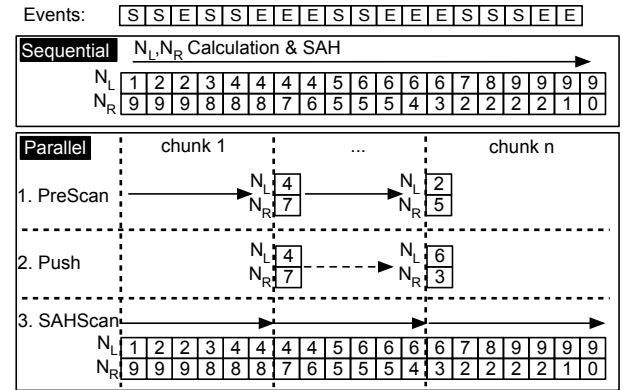 Events: S S E S S E E E S S E E E S S S E E
Sequential N_L,N_R Calculation & SAH
N_L 1 2 2 3 4 4 4 4 5 6 6 6 6 7 8 9 9 9 9
N_R 9 9 9 8 8 8 7 6 5 5 5 4 3 2 2 2 2 1 0
Parallel chunk 1 ... chunk n
1. PreScan
N_L 4 N_L 2
N_R 7 N_R 5
2. Push
N_L 4 N_L 6
N_R 7 N_R 3
3. SAHScan
N_L 1 2 2 3 4 4 4 4 5 6 6 6 6 7 8 9 9 9 9
N_R 9 9 9 8 8 8 7 6 5 5 5 4 3 2 2 2 2 1 0